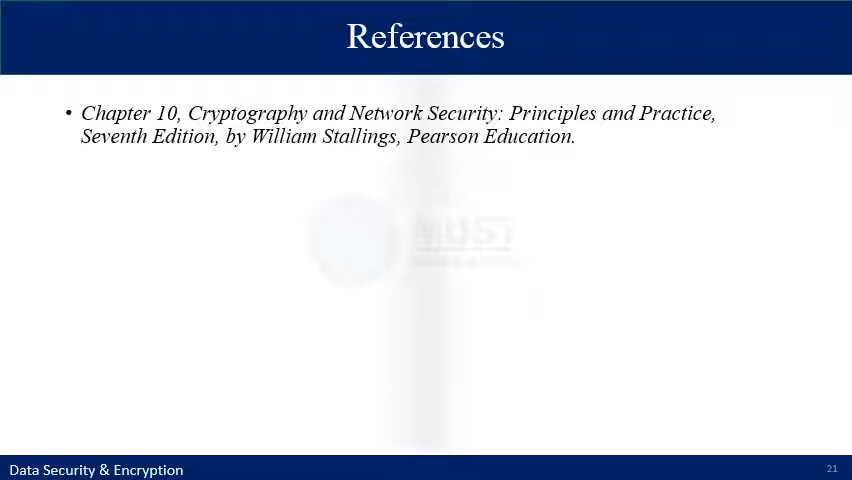 References
• Chapter 10, Cryptography and Network Security: Principles and Practice,
Seventh Edition, by William Stallings, Pearson Education.
MUST
Data Security & Encryption
21